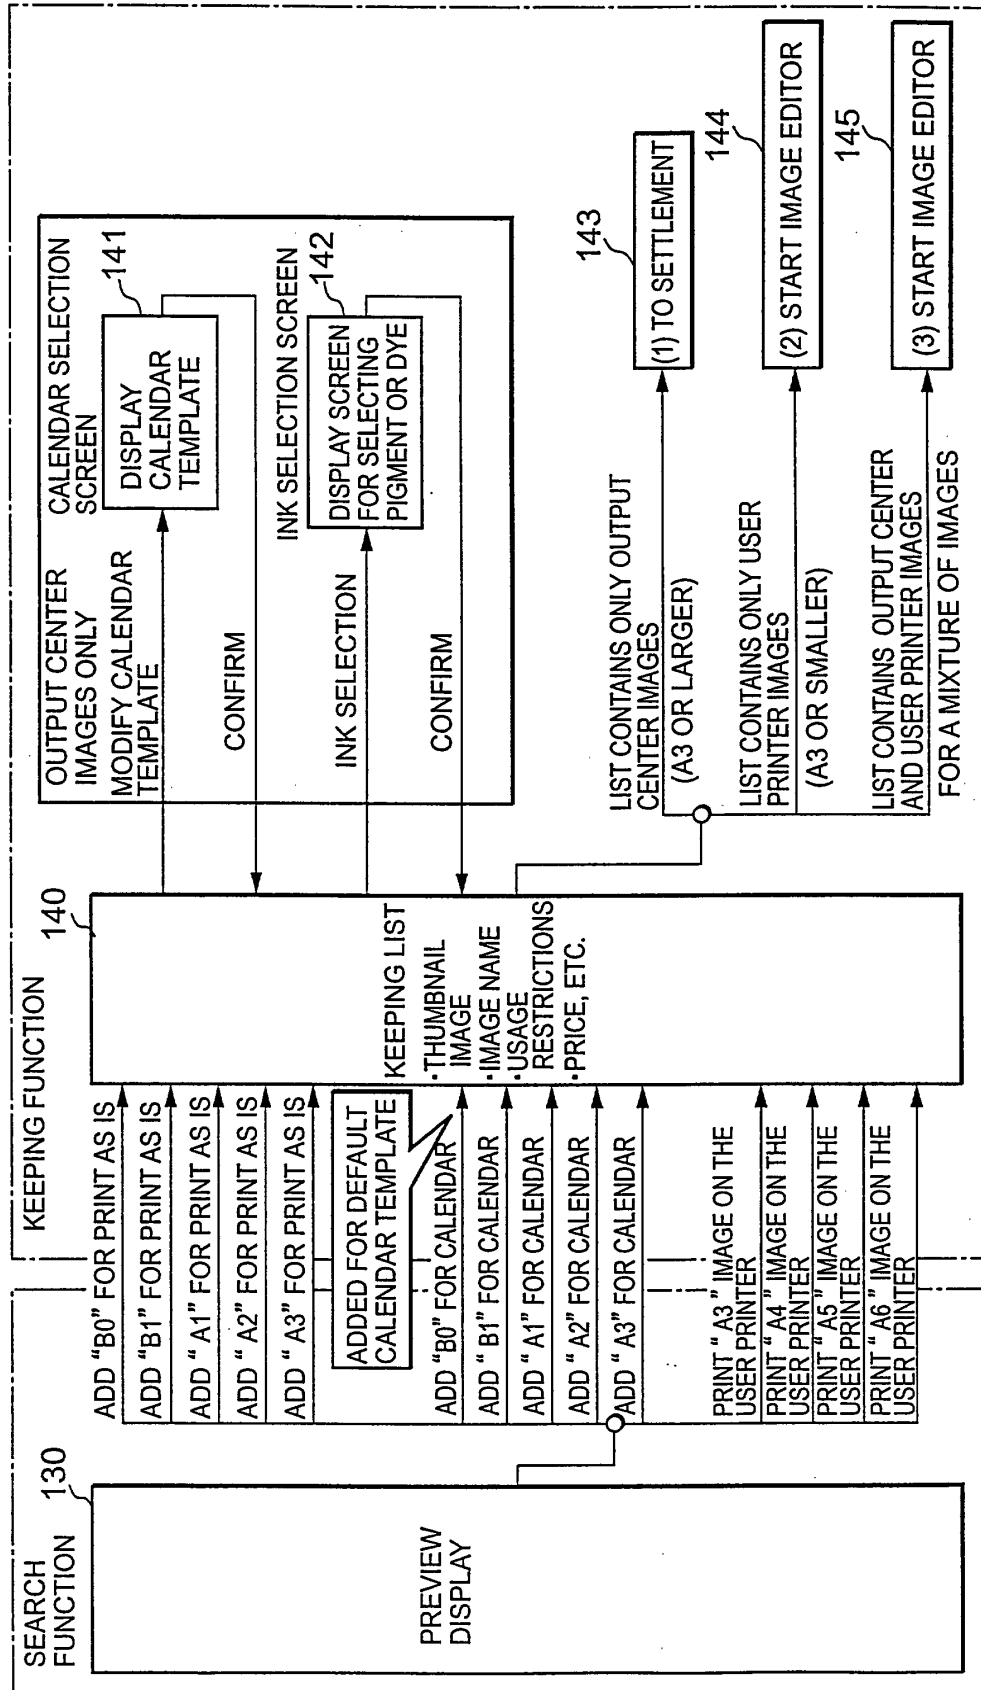 SEARCH
FUNCTION
130
PREVIEW
DISPLAY
KEEPING FUNCTION
ADD “B0” FOR PRINT AS IS
ADD “B1” FOR PRINT AS IS
ADD “ A1” FOR PRINT AS IS
ADD “ A2” FOR PRINT AS IS
ADD “ A3” FOR PRINT AS IS
ADDED FOR DEFAULT
CALENDAR TEMPLATE
ADD “B0” FOR CALENDAR
ADD “ B1” FOR CALENDAR
ADD “ A1” FOR CALENDAR
ADD “ A2” FOR CALENDAR
ADD “ A3” FOR CALENDAR
PRINT “ A3” IMAGE ON THE
USER PRINTER
PRINT “ A4” IMAGE ON THE
USER PRINTER
PRINT “ A5” IMAGE ON THE
USER PRINTER
PRINT “ A6” IMAGE ON THE
USER PRINTER
140
KEEPING LIST
· THUMBNAIL
IMAGE
· IMAGE NAME
· USAGE
RESTRICTIONS
· PRICE, ETC.
OUTPUT CENTER
IMAGES ONLY
MODIFY CALENDAR
TEMPLATE
CONFIRM
INK SELECTION
CONFIRM
CALENDAR SELECTION
SCREEN
141
DISPLAY
CALENDAR
TEMPLATE
INK SELECTION SCREEN
142
DISPLAY SCREEN
FOR SELECTING
PIGMENT OR DYE
LIST CONTAINS ONLY OUTPUT
CENTER IMAGES
(A3 OR LARGER)
LIST CONTAINS ONLY USER
PRINTER IMAGES
(A3 OR SMALLER)
LIST CONTAINS OUTPUT CENTER
AND USER PRINTER IMAGES
FOR A MIXTURE OF IMAGES
143
(1) TO SETTLEMENT
144
(2) START IMAGE EDITOR
145
(3) START IMAGE EDITOR